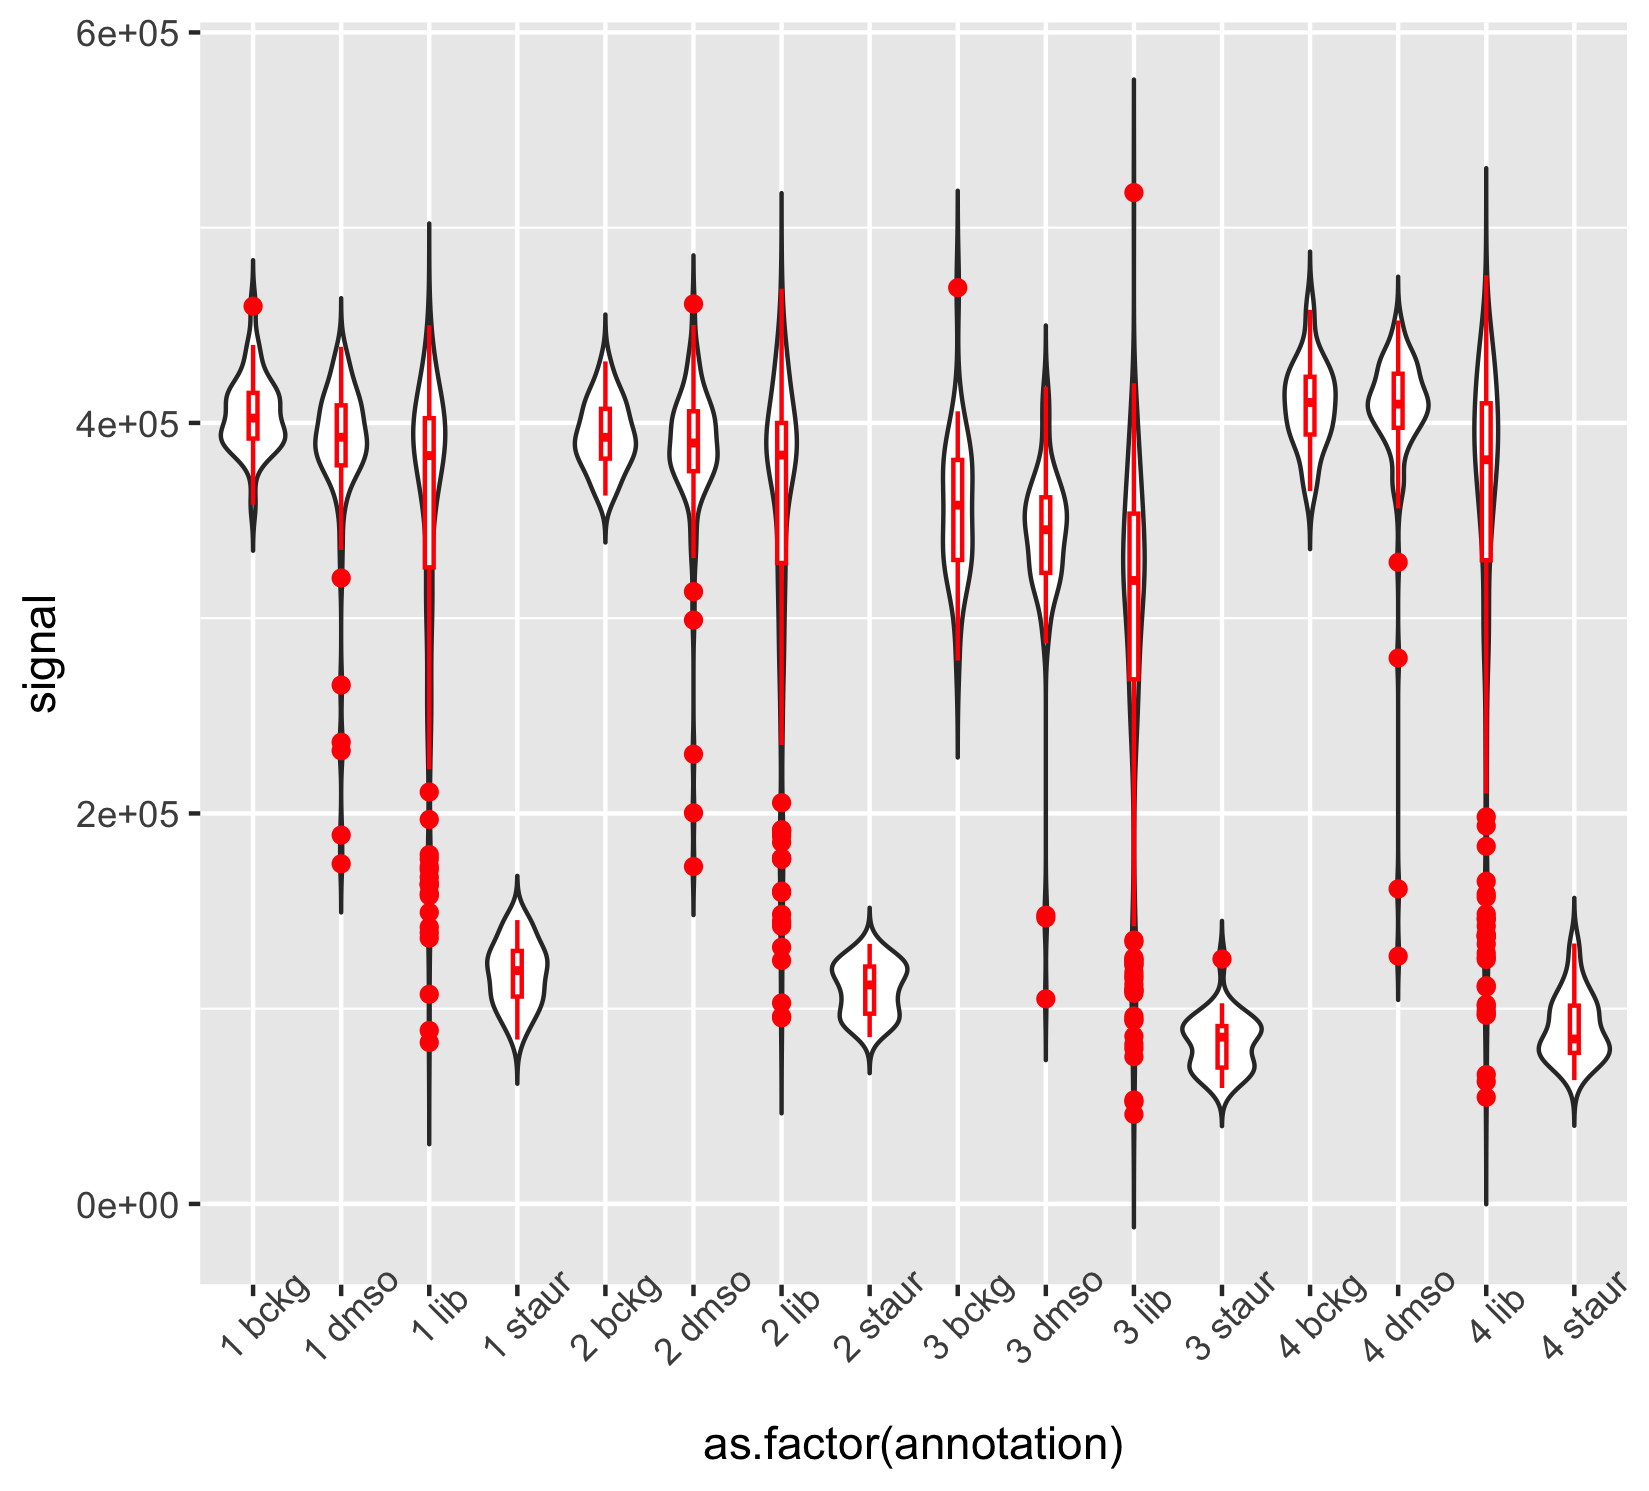 6e+05
4e+05
2e+05
0e+00
signal
1 bckg
1 dmso
1 lib
1 staur
2 bckg
2 dmso
2 lib
2 staur
3 bckg
3 dmso
3 lib
3 staur
4 bckg
4 dmso
4 lib
4 staur
as.factor(annotation)